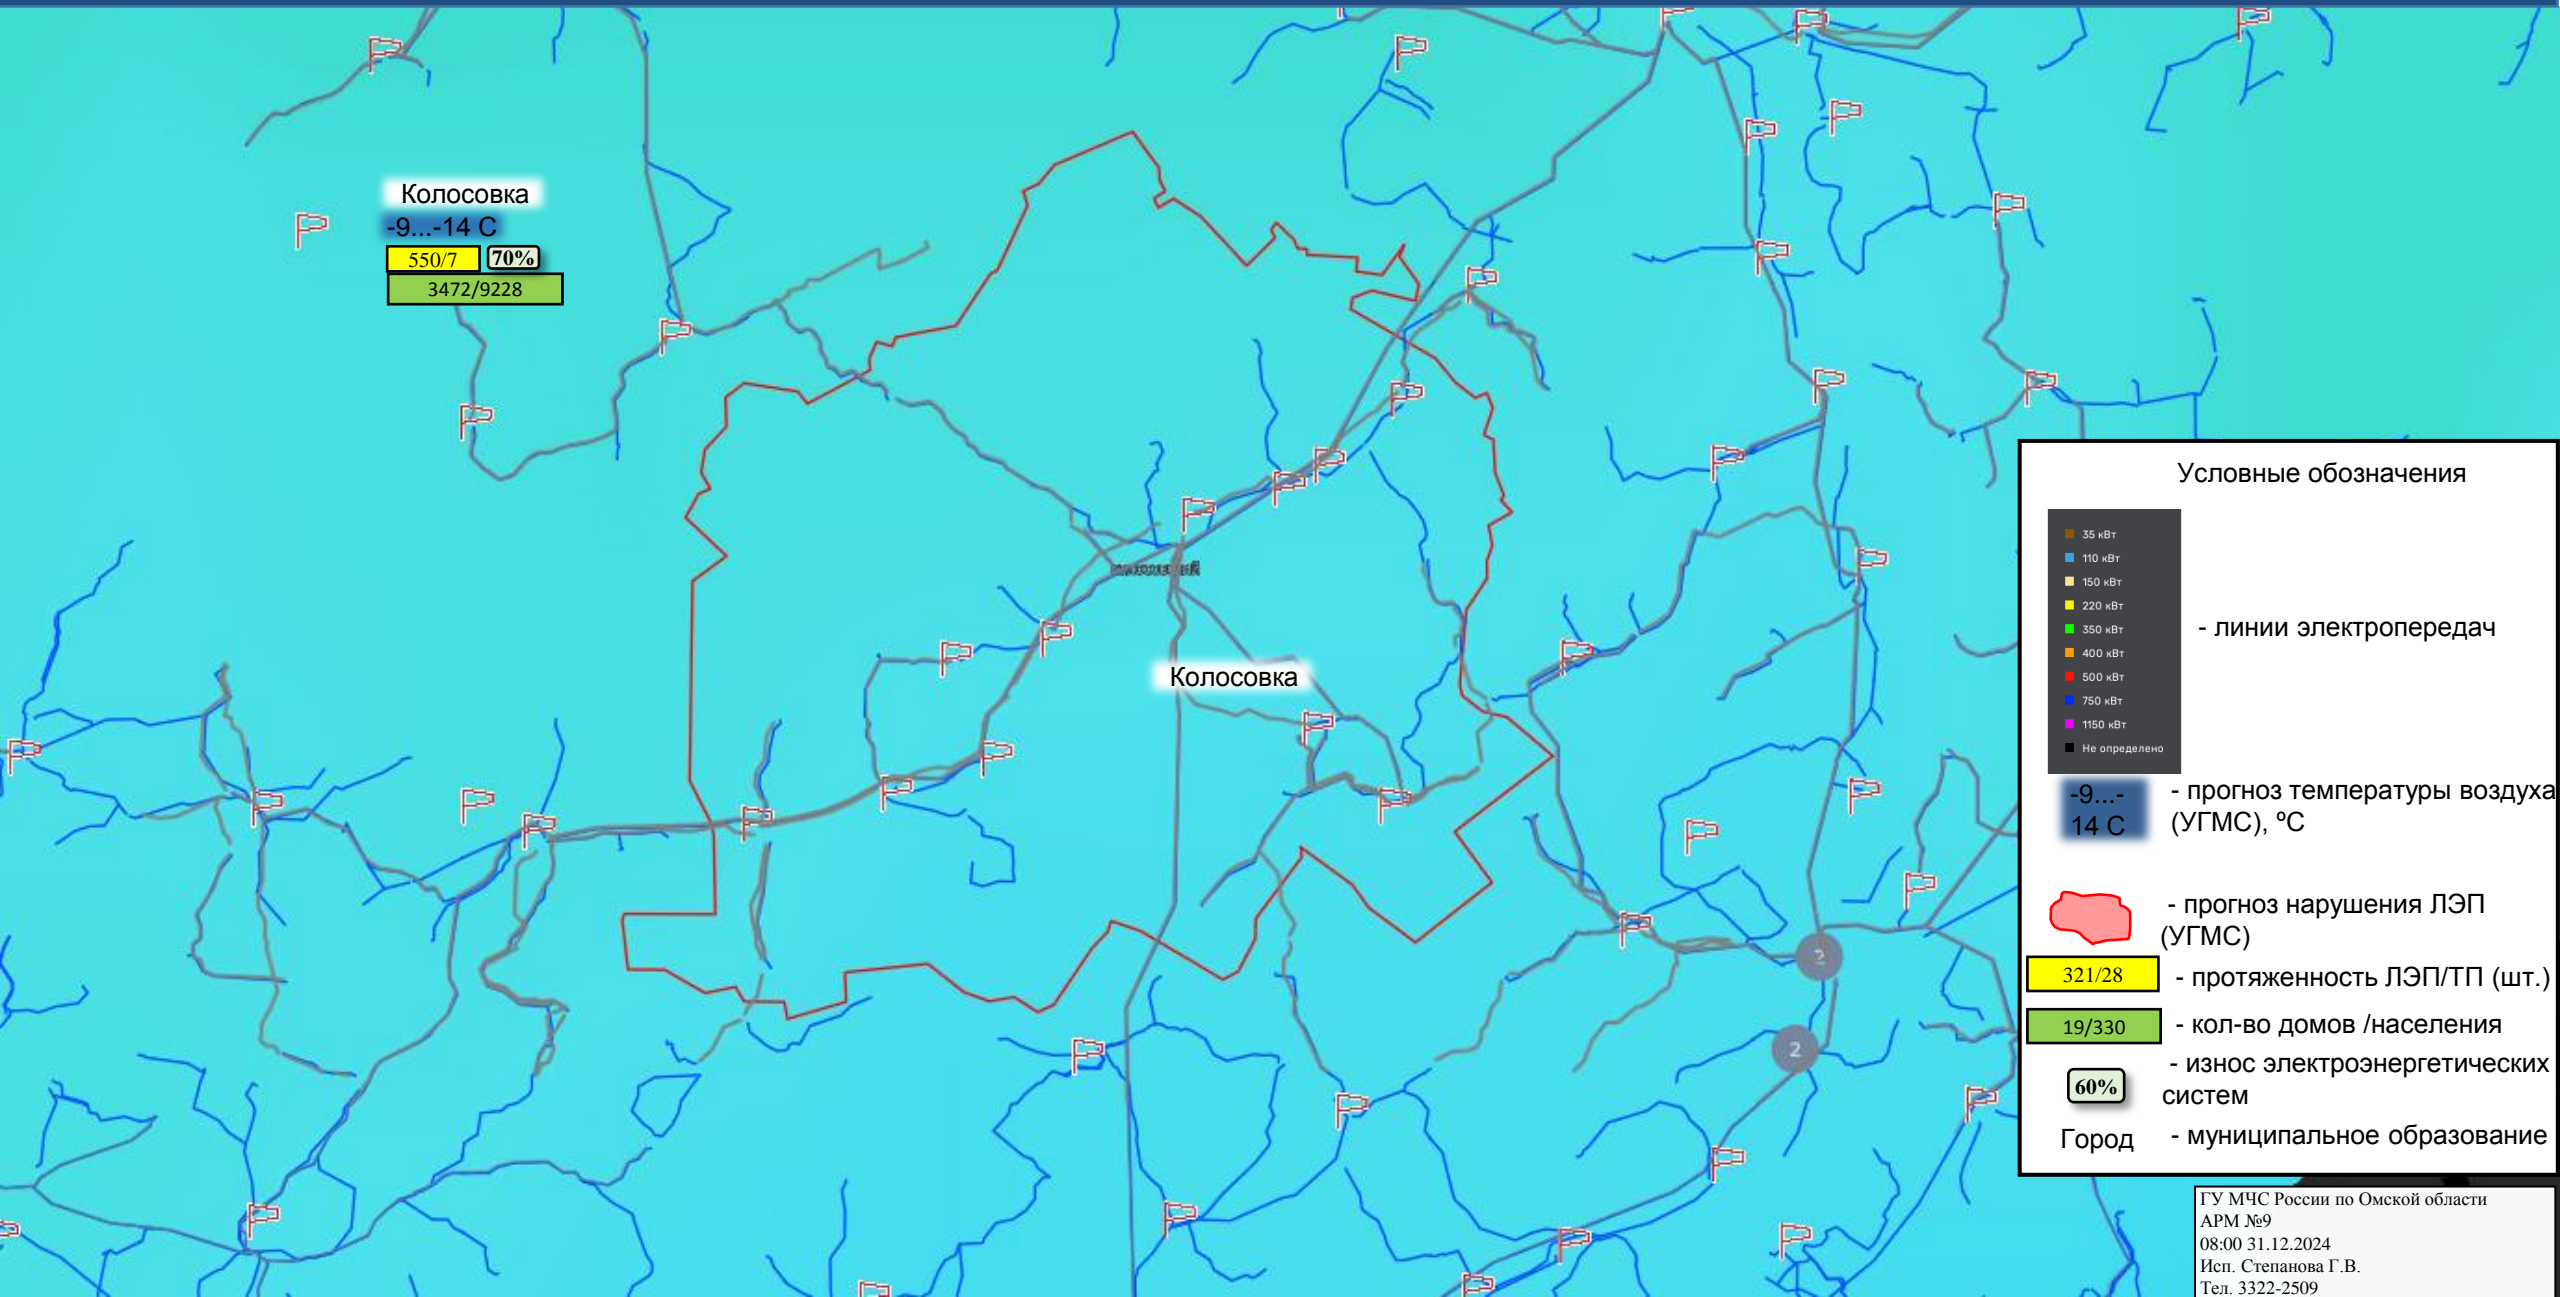 Колосовка
-9...-14 С
550/7
70%
3472/9228
Колосовка
Условные обозначения
35 кВт
110 кВт
150 кВт
220 кВт
350 кВт
400 кВт
500 кВт
750 кВт
1150 кВт
Не определено
- линии электропередач
-9...-
14 С
- прогноз температуры воздуха
(УГМС), ºС
- прогноз нарушения ЛЭП
(УГМС)
321/28
- протяженность ЛЭП/ТП (шт.)
19/330
- кол-во домов /населения
60%
- износ электроэнергетических
систем
Город
- муниципальное образование
2
2
ГУ МЧС России по Омской области
АРМ №9
08:00 31.12.2024
Исп. Степанова Г.В.
Тел. 3322-2509